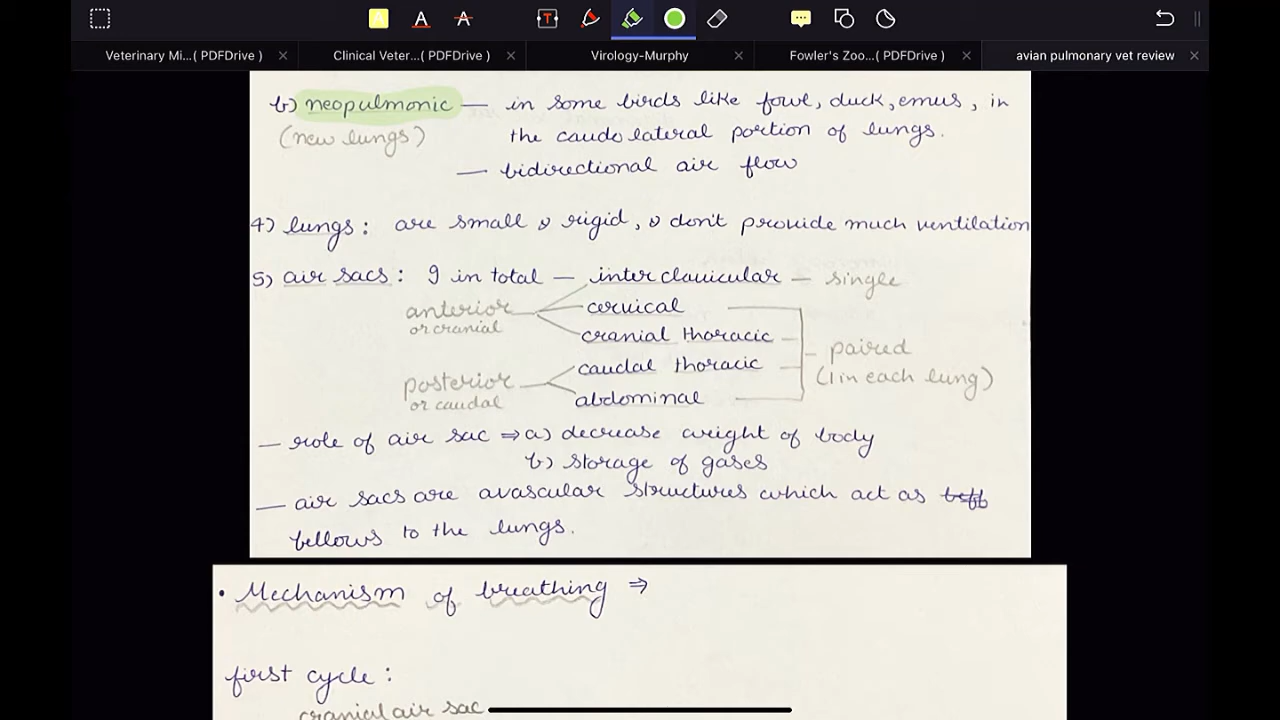 Veterinary Mi...( PDFDrive )
Clinical Veter...( PDFDrive )
Virology-Murphy
Fowler's Zoo...( PDFDrive )
avian pulmonary vet review
b) neopulmonic — in some birds like fowl, duck, emus, in
(new lungs) the caudolateral portion of lungs.
— bidirectional air flow
4) lungs: are small & rigid, & don't provide much ventilation
5) air sacs: 9 in total — interclavicular — single
anterior
or cranial
cervical
cranial thoracic
caudal thoracic
abdominal
posterior
or caudal
paired
(1 in each lung)
— role of air sac ⇒ a) decrease weight of body
b) storage of gases
— air sacs are avascular structures which act as
bellows to the lungs.
• Mechanism of breathing ⇒
first cycle:
cranial air sac